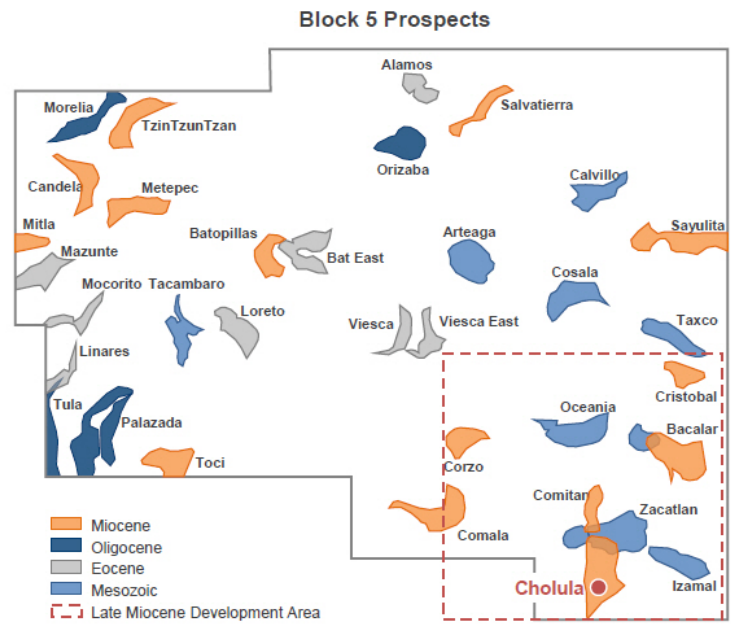 Block 5 Prospects
Alamos
Morelia
TzinTzunTzan
Salvatierra
Orizaba
Candela
Metepec
Calvillo
Mitla
Batopillas
Arteaga
Sayulita
Mazunte
Bat East
Cosala
Mocorito
Tacambaro
Loreto
Viesca
Viesca East
Taxco
Linares
Cristobal
Tula
Palazada
Oceania
Bacalar
Toci
Corzo
Comitan
Zacatlan
Comala
Cholula
Izamal
Miocene
Oligocene
Eocene
Mesozoic
Late Miocene Development Area